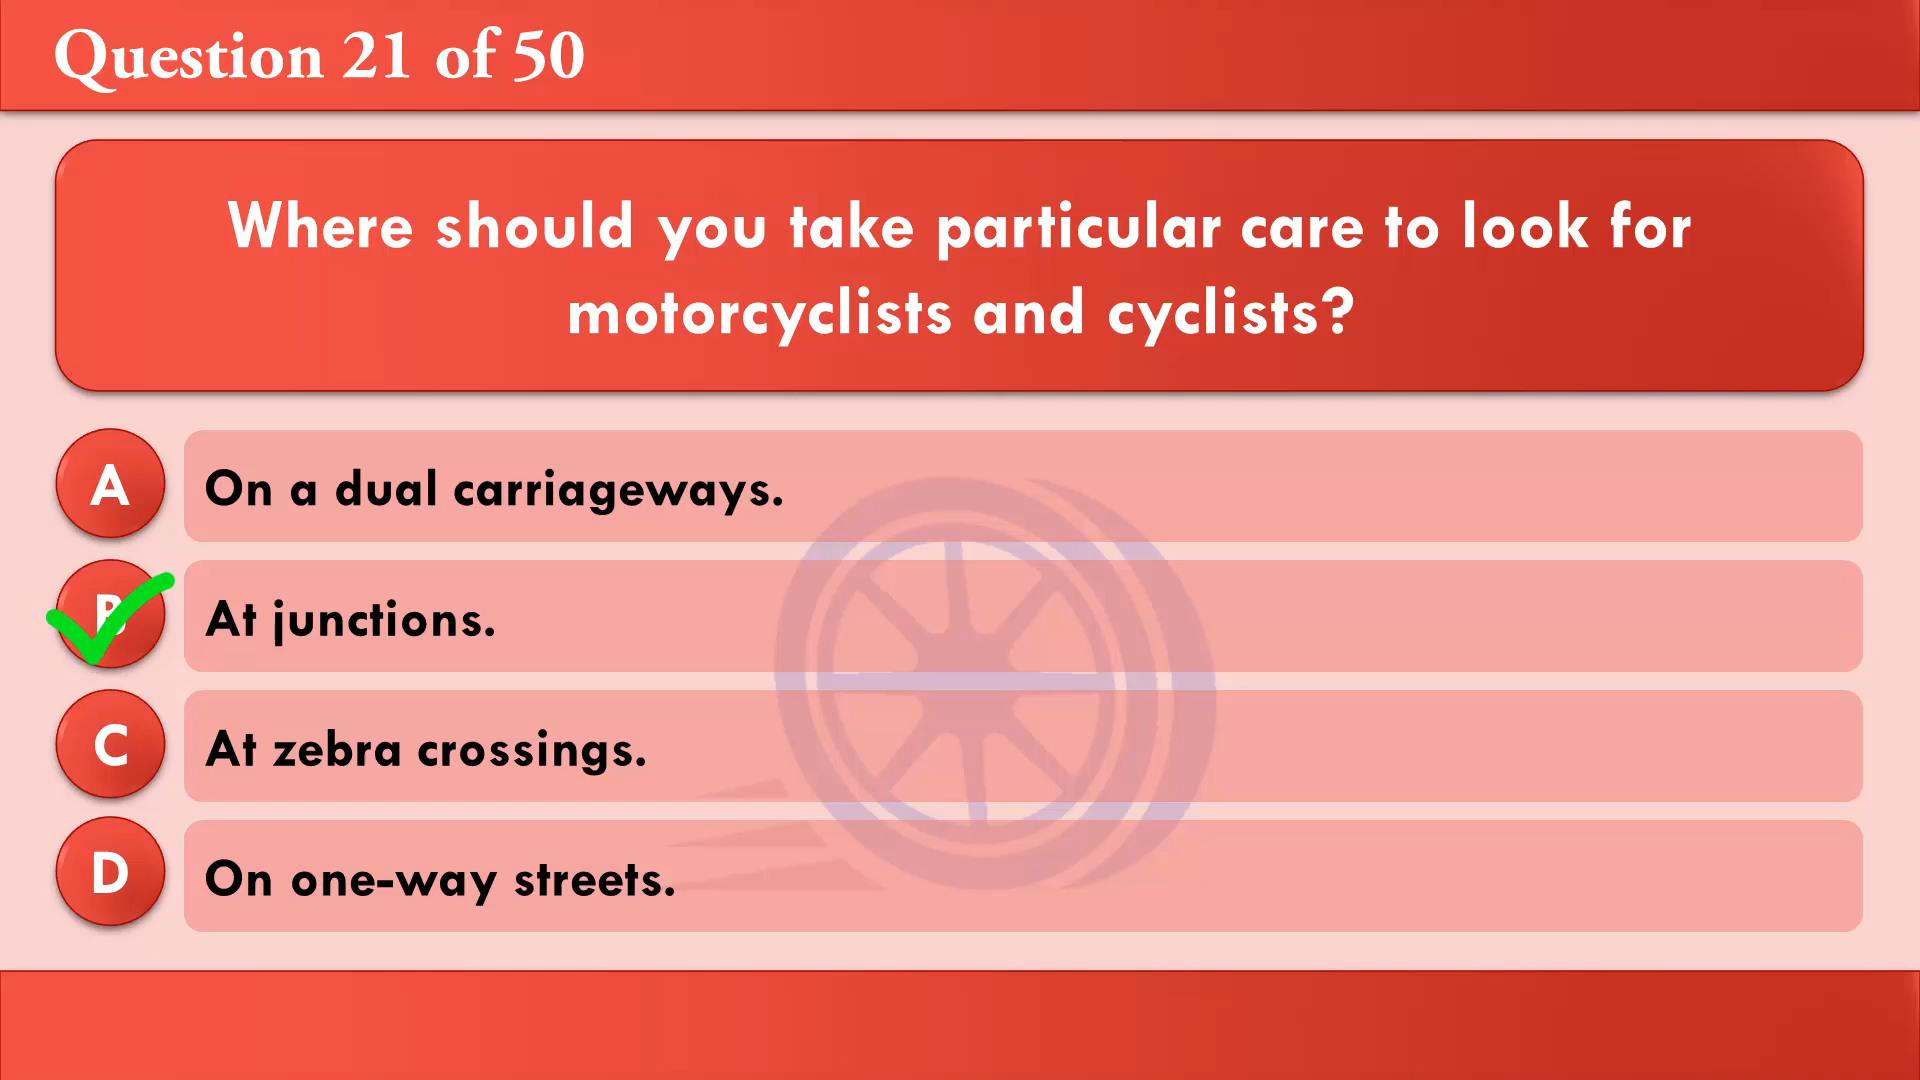 Question 21 of 50
Where should you take particular care to look for
motorcyclists and cyclists?
A On a dual carriageways.
B At junctions.
C At zebra crossings.
D On one-way streets.